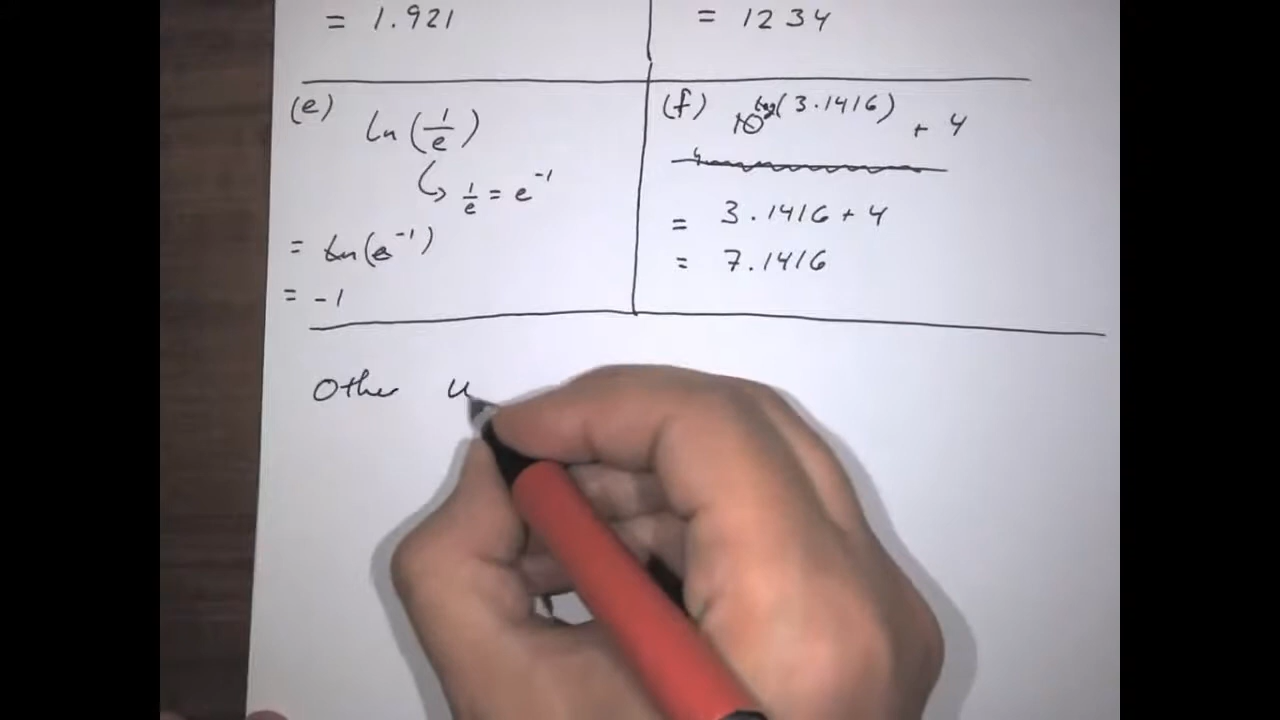 = 1.921
= 1234
(e) ln(1/e)
↳ 1/e = e^-1
= ln(e^-1)
= -1
(f) 10^log(3.1416) + 4
= 3.1416 + 4
= 7.1416
Other u